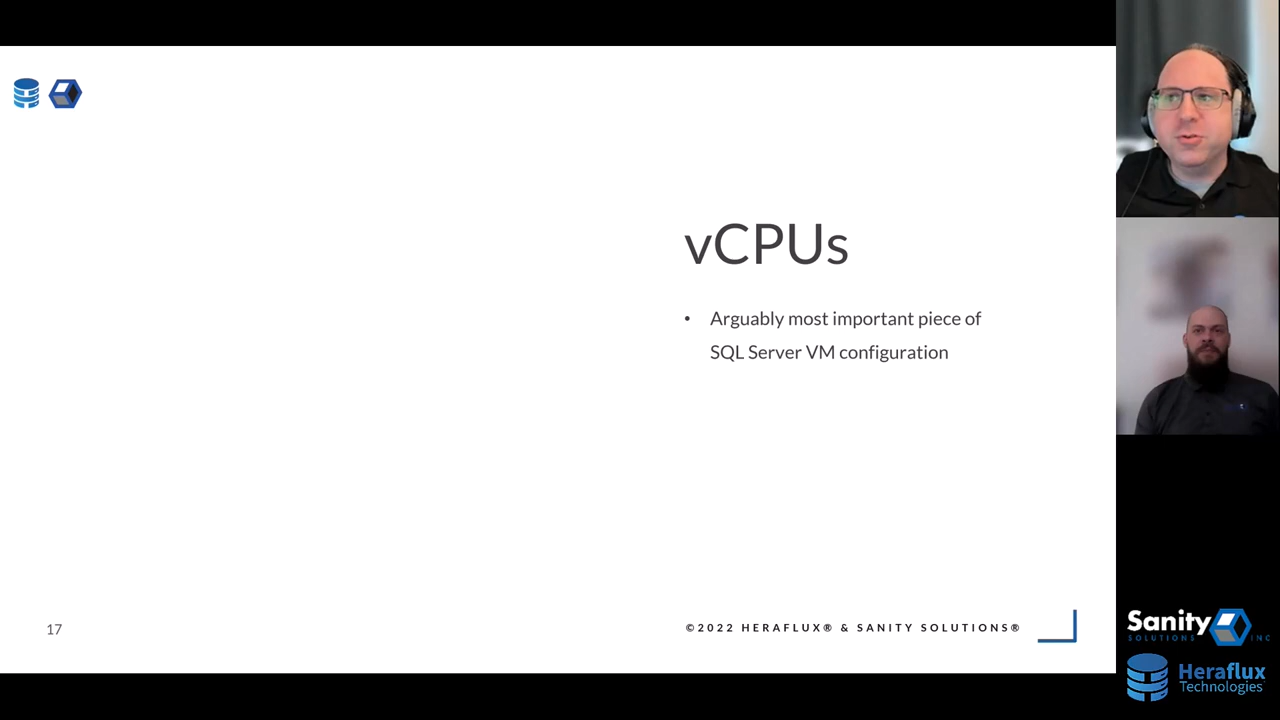 vCPUs
• Arguably most important piece of
SQL Server VM configuration
17
©2022 HERAFLUX® & SANITY SOLUTIONS®
Sanity
SOLUTIONS INC
Heraflux
Technologies